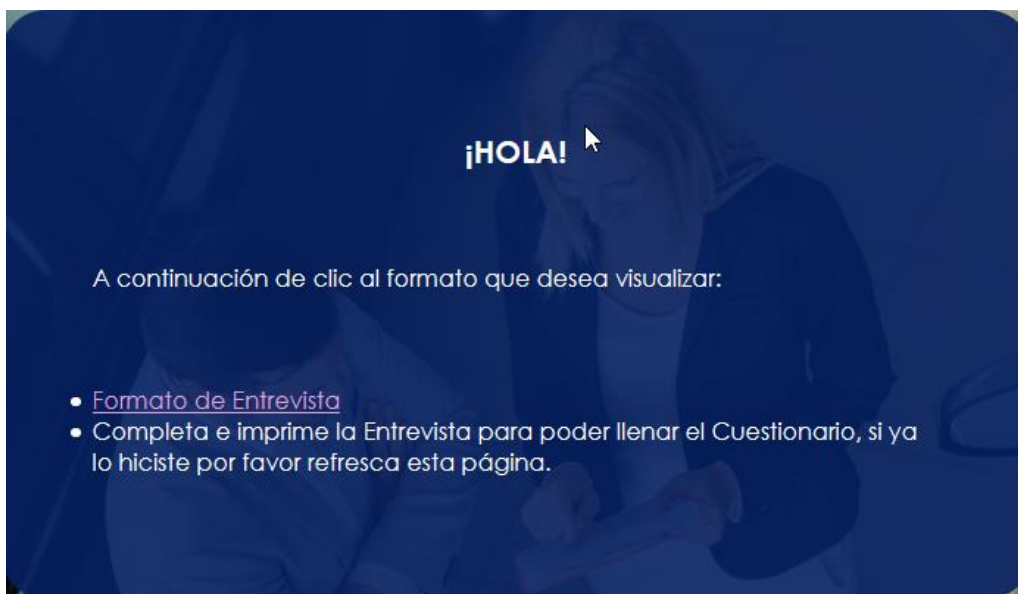 ¡HOLA!
A continuación de clic al formato que desea visualizar:
Formato de Entrevista
Completa e imprime la Entrevista para poder llenar el Cuestionario, si ya
lo hiciste por favor refresca esta página.